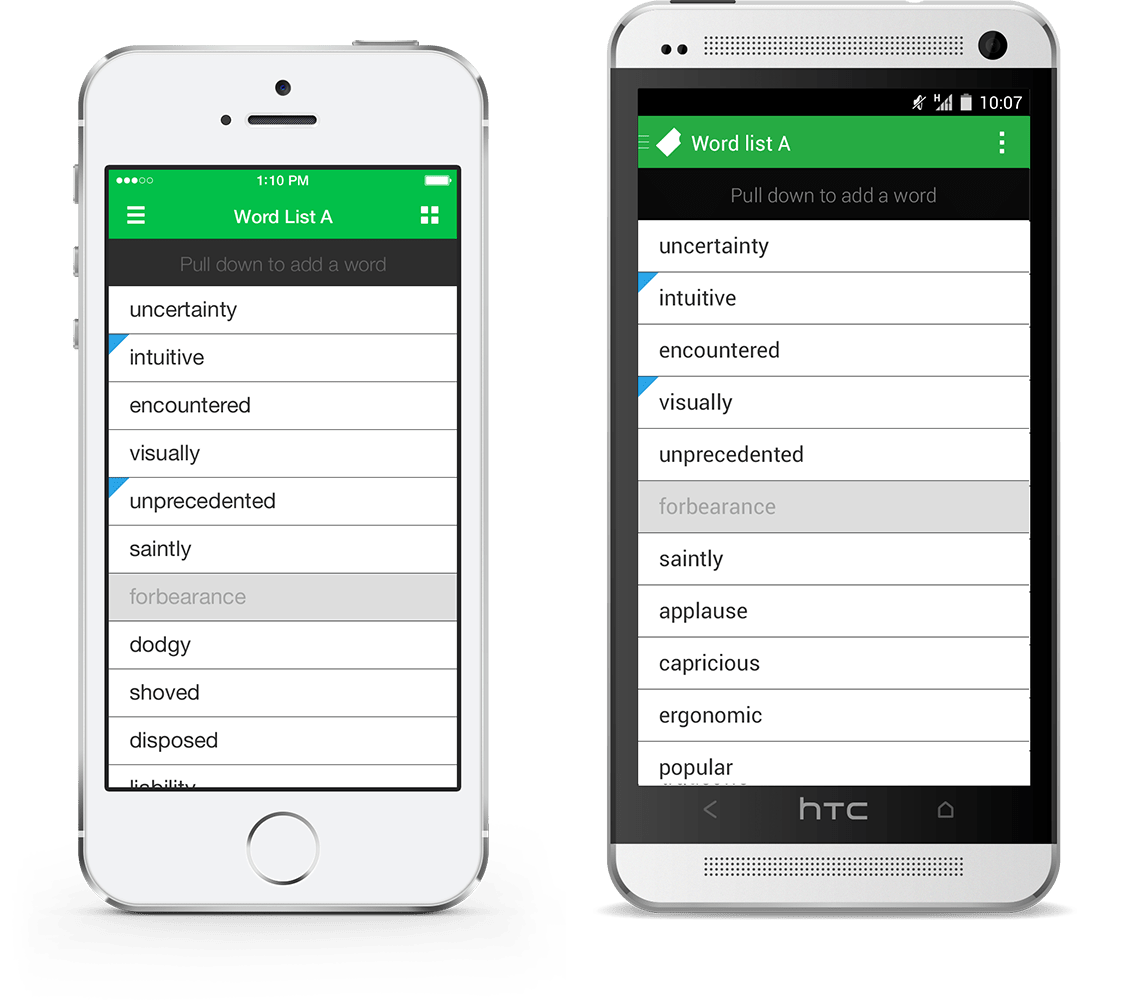 1:10 PM
Word List A
Pull down to add a word
uncertainty
intuitive
encountered
visually
unprecedented
saintly
forbearance
dodgy
shoved
disposed
liability
H 10:07
Word list A
Pull down to add a word
uncertainty
intuitive
encountered
visually
unprecedented
forbearance
saintly
applause
capricious
ergonomic
popular
hTC